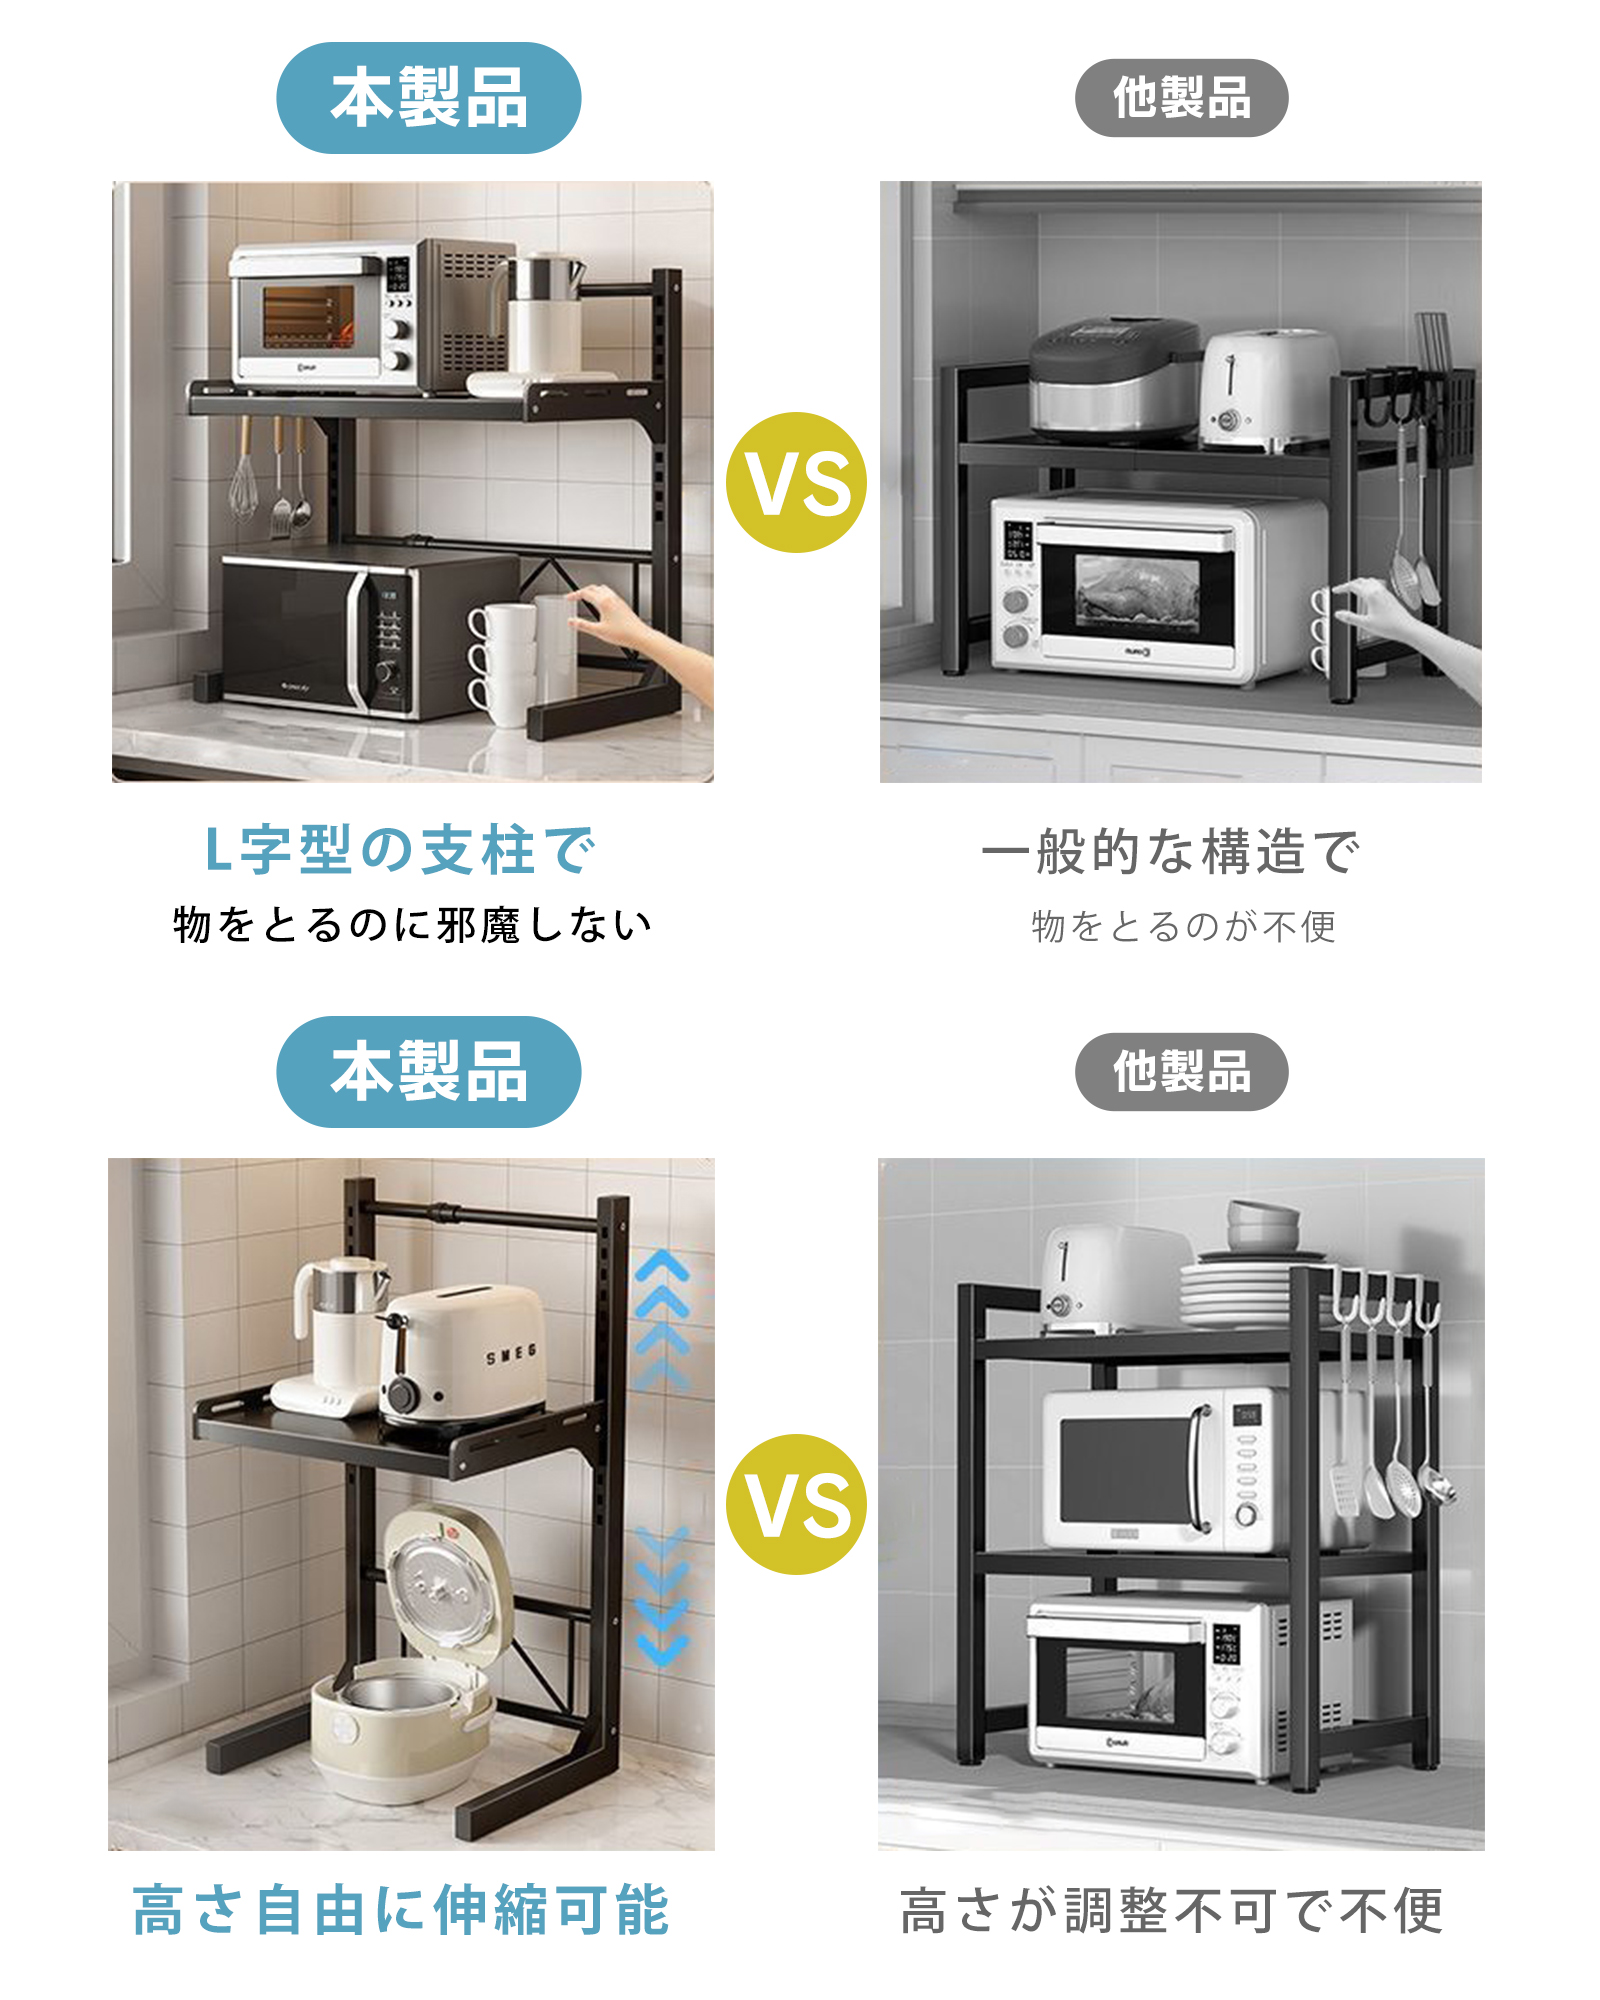 本製品
他製品
VS
L字型の支柱で
物をとるのに邪魔しない
一般的な構造で
物をとるのが不便
本製品
他製品
SMEG
VS
高さ自由に伸縮可能
高さが調整不可で不便